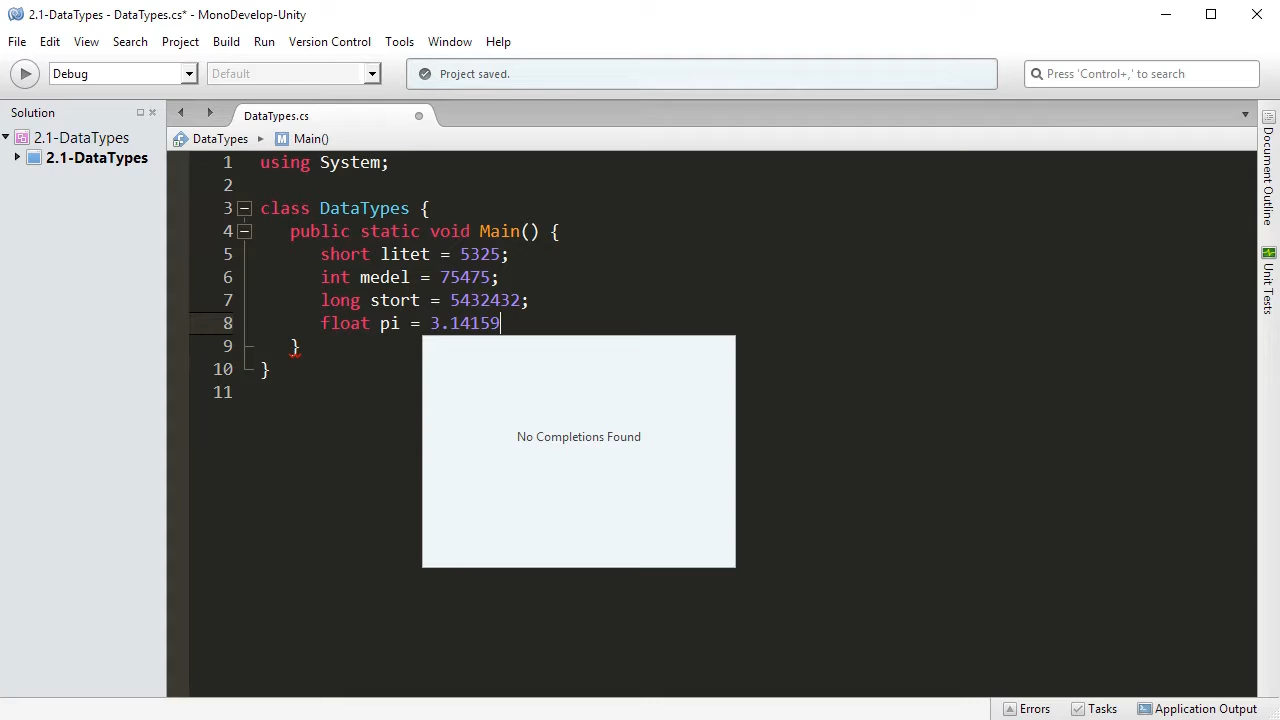 2.1-DataTypes - DataTypes.cs* - MonoDevelop-Unity
File Edit View Search Project Build Run Version Control Tools Window Help
Debug Default Project saved. Press 'Control+,' to search
Solution
2.1-DataTypes
2.1-DataTypes
DataTypes.cs
DataTypes Main()
1 using System;
2
3 class DataTypes {
4 public static void Main() {
5 short litet = 5325;
6 int medel = 75475;
7 long stort = 5432432;
8 float pi = 3.14159
9 }
10 }
11
No Completions Found
Document Outline
Unit Tests
Errors Tasks Application Output